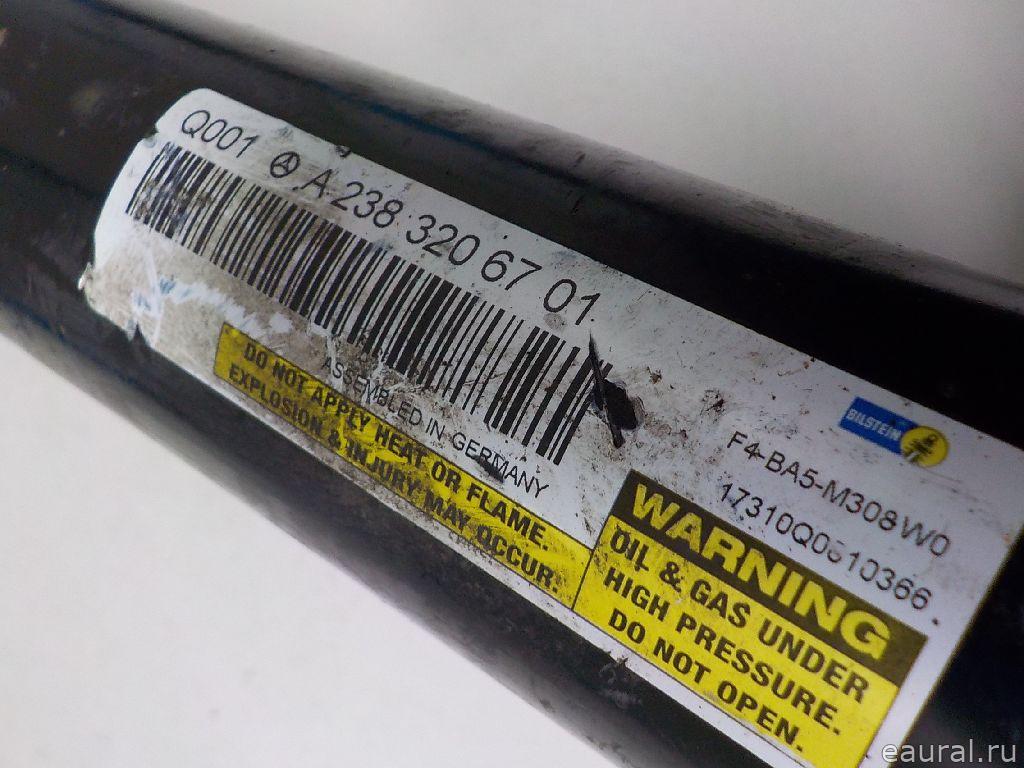 Q001 A 238 320 67 01
ASSEMBLED IN GERMANY
DO NOT APPLY HEAT OR FLAME.
EXPLOSION & INJURY MAY OCCUR.
BILSTEIN
F4-BA5-M308W0
17310Q0510366
WARNING
OIL & GAS UNDER
HIGH PRESSURE.
DO NOT OPEN.
eaural.ru